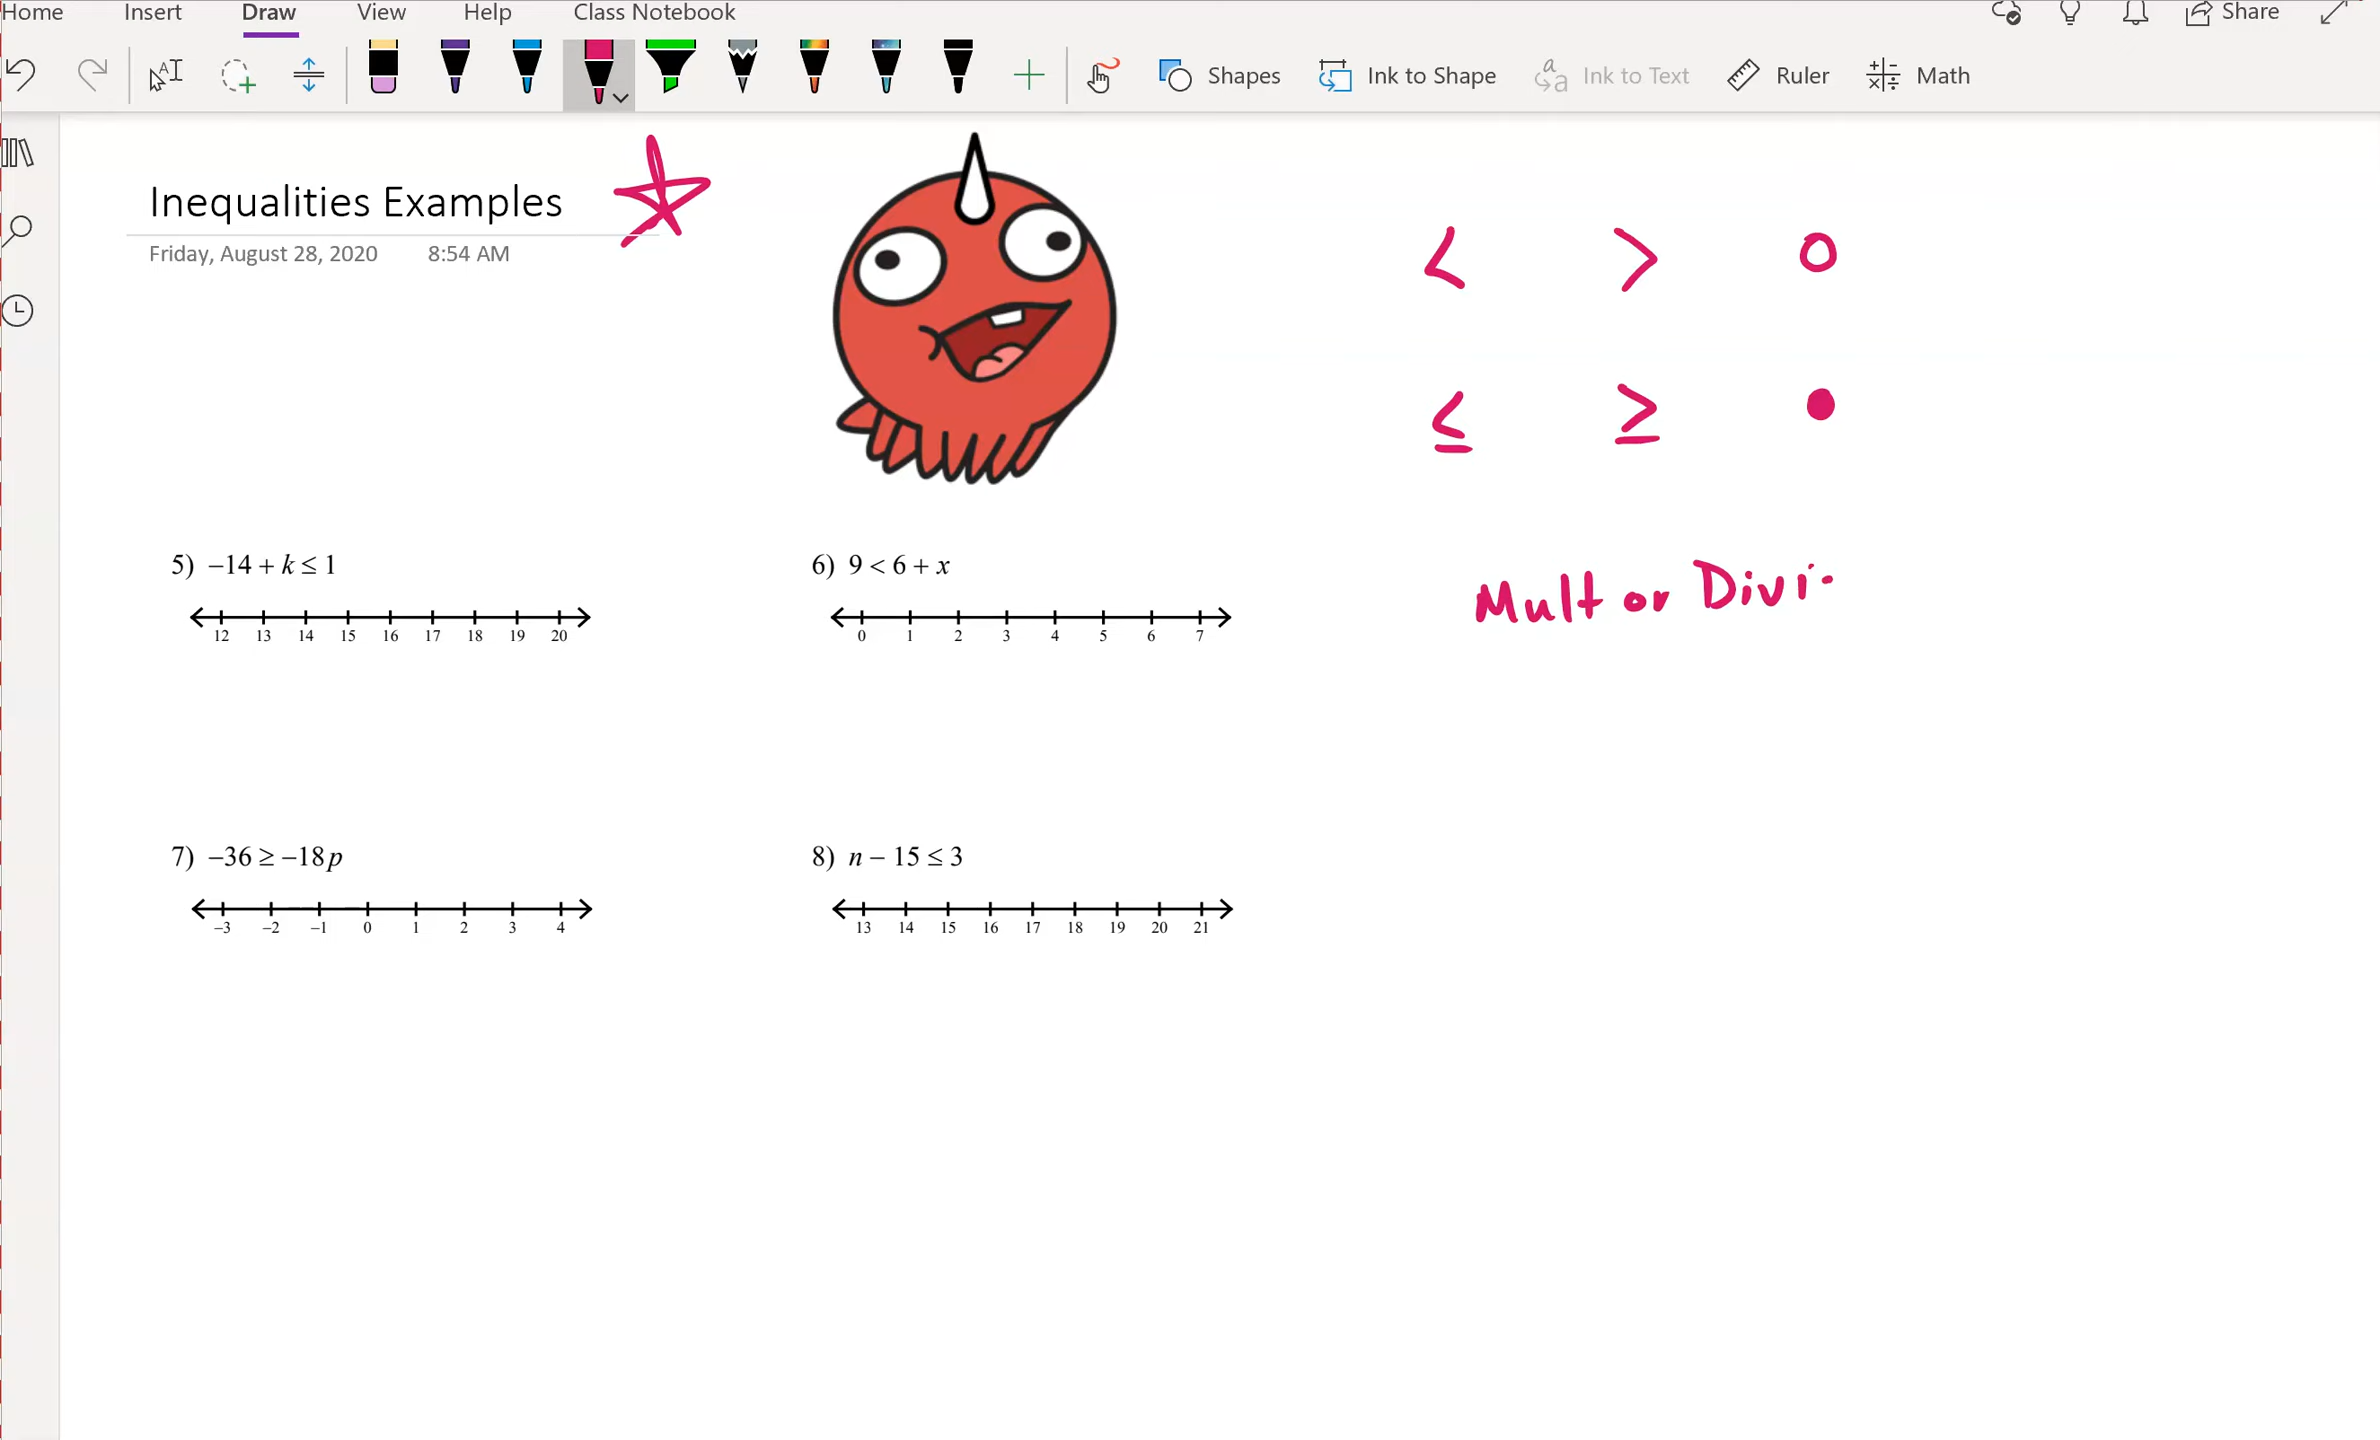 Home Insert Draw View Help Class Notebook Share
Shapes Ink to Shape Ink to Text Ruler Math
Inequalities Examples
Friday, August 28, 2020 8:54 AM
< > o
≤ ≥ •
5) –14 + k ≤ 1
12 13 14 15 16 17 18 19 20
6) 9 < 6 + x
0 1 2 3 4 5 6 7
Mult or Divi
7) –36 ≥ –18p
–3 –2 –1 0 1 2 3 4
8) n – 15 ≤ 3
13 14 15 16 17 18 19 20 21